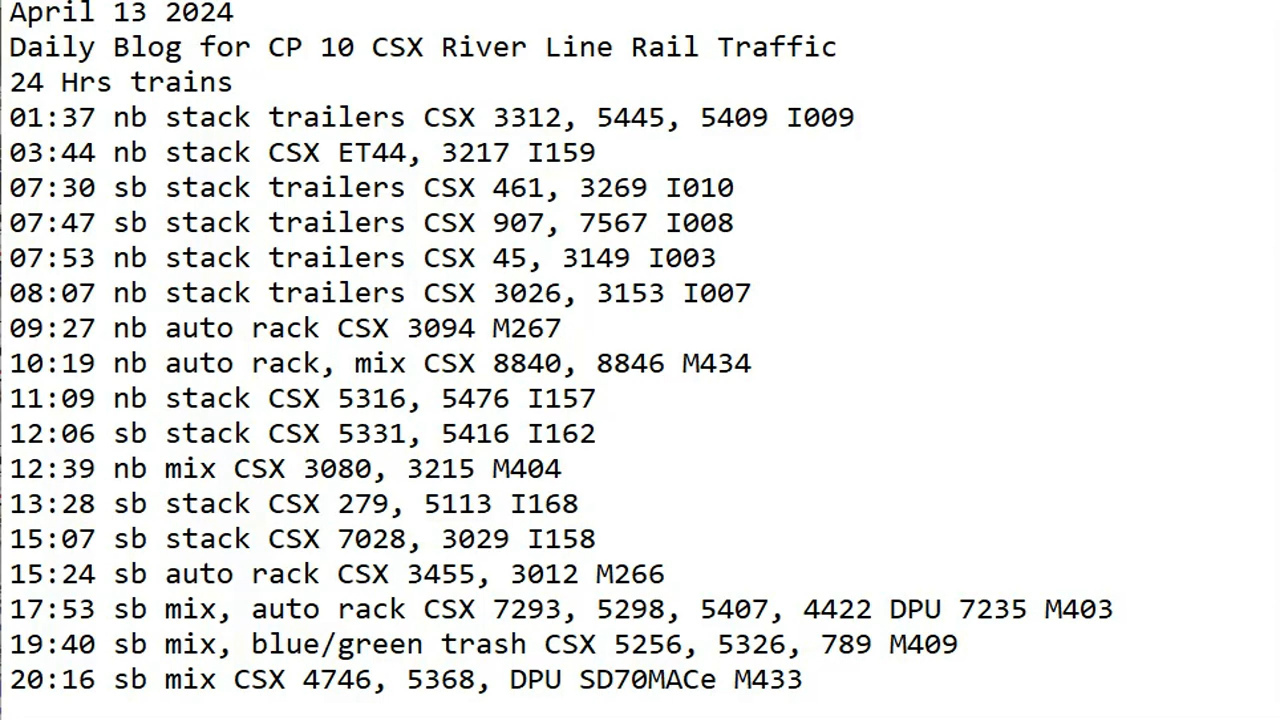 April 13 2024
Daily Blog for CP 10 CSX River Line Rail Traffic
24 Hrs trains
01:37 nb stack trailers CSX 3312, 5445, 5409 I009
03:44 nb stack CSX ET44, 3217 I159
07:30 sb stack trailers CSX 461, 3269 I010
07:47 sb stack trailers CSX 907, 7567 I008
07:53 nb stack trailers CSX 45, 3149 I003
08:07 nb stack trailers CSX 3026, 3153 I007
09:27 nb auto rack CSX 3094 M267
10:19 nb auto rack, mix CSX 8840, 8846 M434
11:09 nb stack CSX 5316, 5476 I157
12:06 sb stack CSX 5331, 5416 I162
12:39 nb mix CSX 3080, 3215 M404
13:28 sb stack CSX 279, 5113 I168
15:07 sb stack CSX 7028, 3029 I158
15:24 sb auto rack CSX 3455, 3012 M266
17:53 sb mix, auto rack CSX 7293, 5298, 5407, 4422 DPU 7235 M403
19:40 sb mix, blue/green trash CSX 5256, 5326, 789 M409
20:16 sb mix CSX 4746, 5368, DPU SD70MACe M433